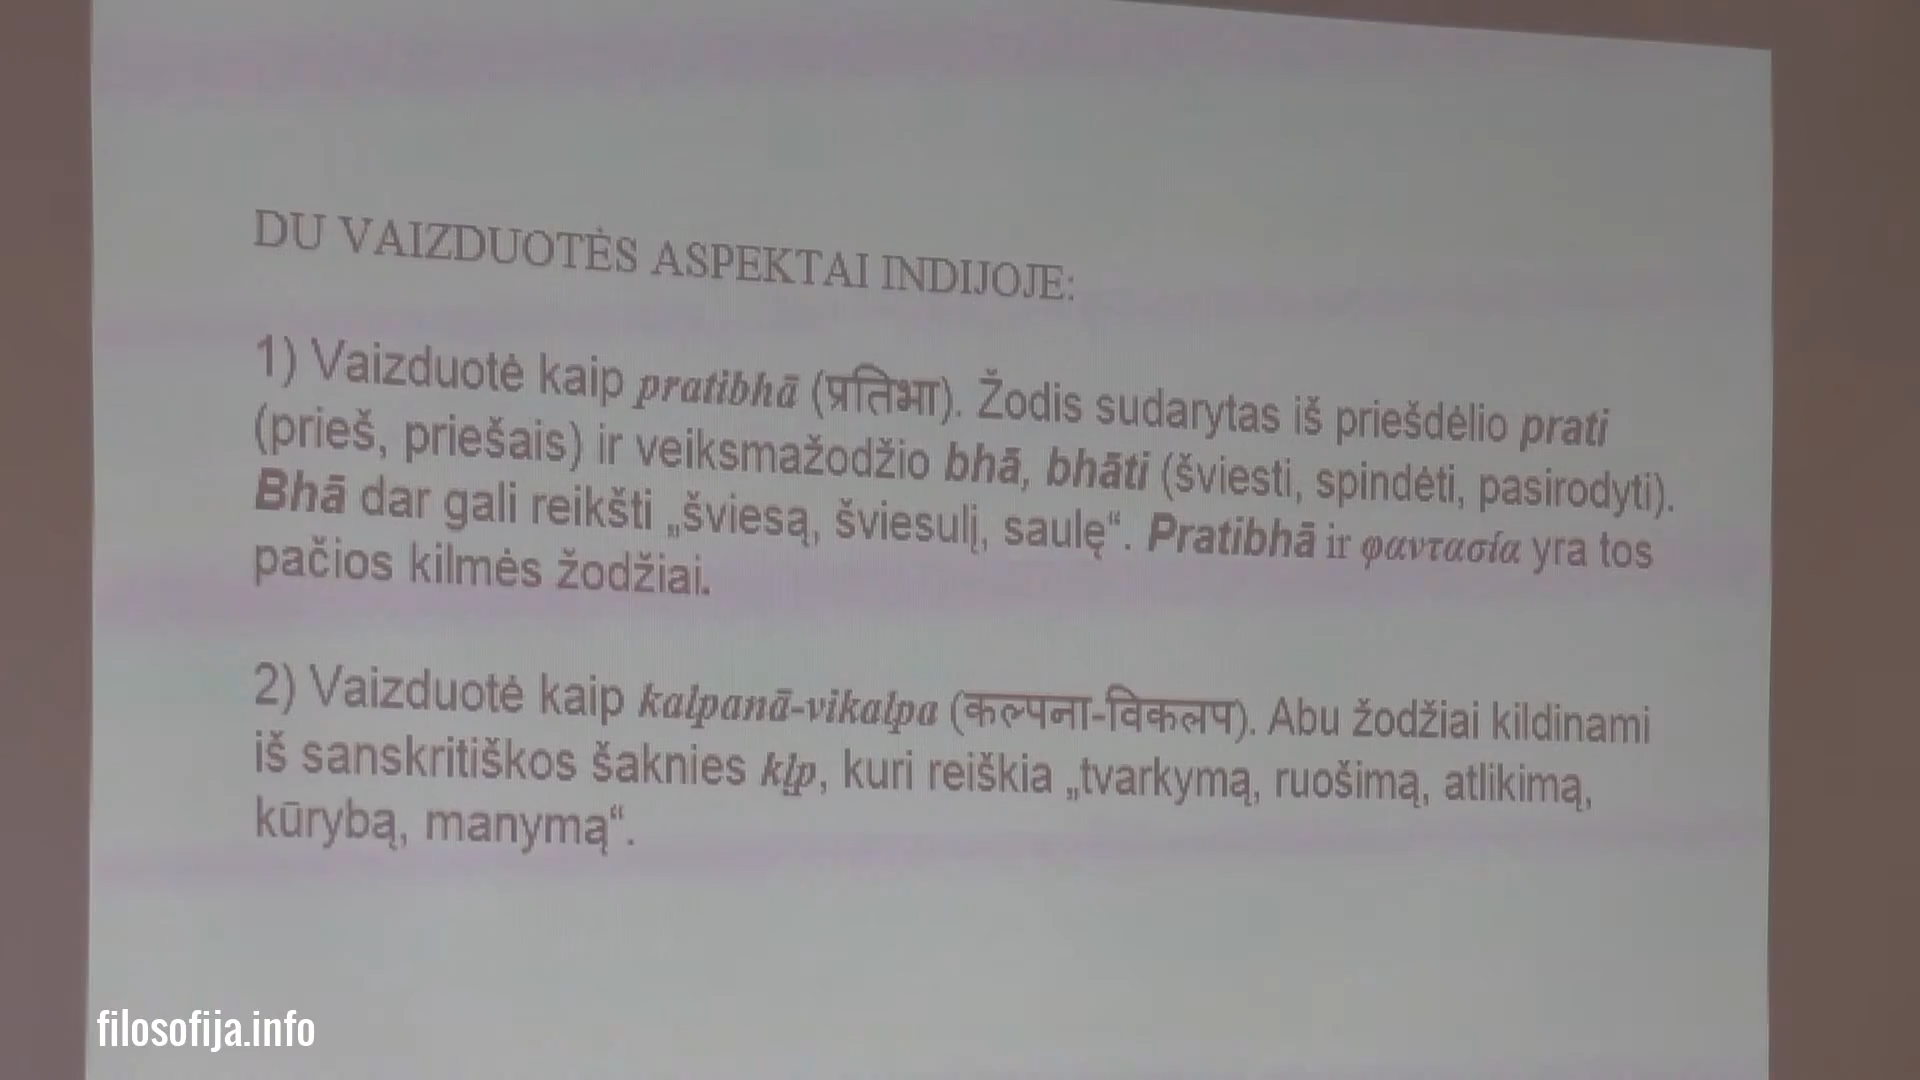 DU VAIZDUOTĖS ASPEKTAI INDIJOJE:
1) Vaizduotė kaip pratibhā (प्रतिभा). Žodis sudarytas iš priešdėlio prati
(prieš, priešais) ir veiksmažodžio bhā, bhāti (šviesti, spindėti, pasirodyti).
Bhā dar gali reikšti „šviesą, šviesulį, saulę“. Pratibhā ir φαντασία yra tos
pačios kilmės žodžiai.
2) Vaizduotė kaip kalpanā-vikalpa (कल्पना-विकलप). Abu žodžiai kildinami
iš sanskritiškos šaknies kḷp, kuri reiškia „tvarkymą, ruošimą, atlikimą,
kūrybą, manymą“.
filosofija.info